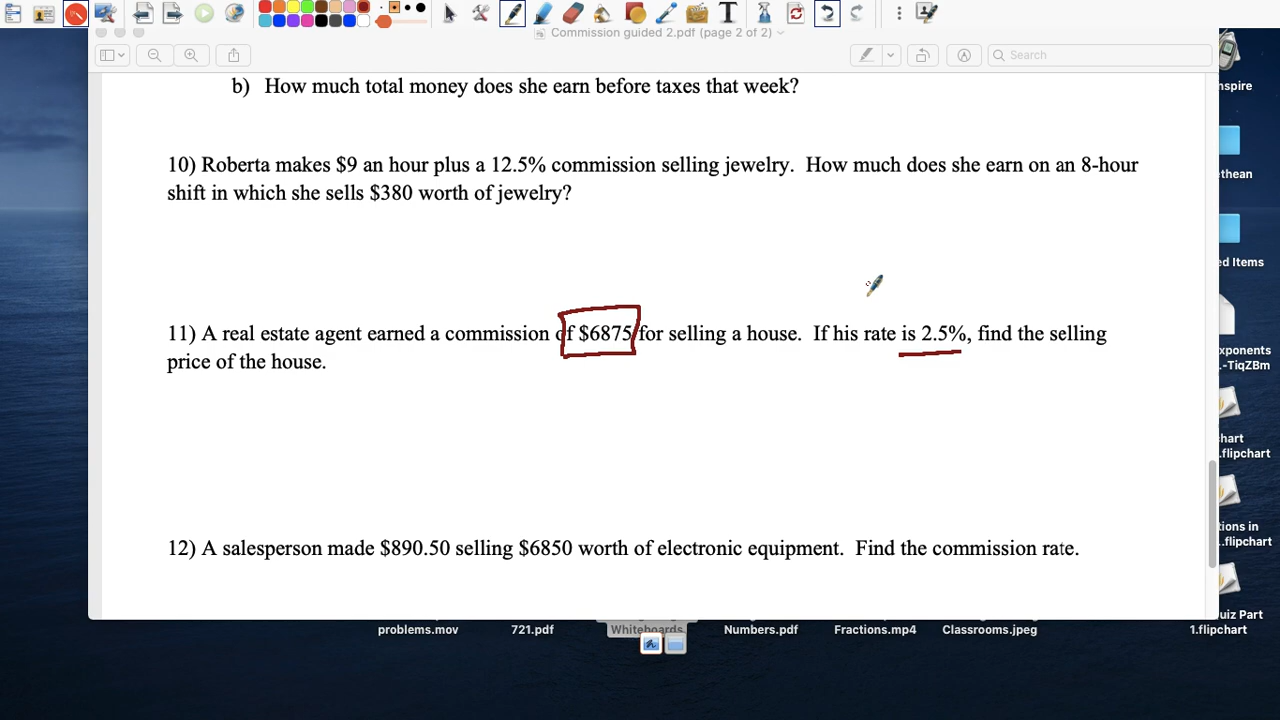 Commission guided 2.pdf (page 2 of 2)
Search
b) How much total money does she earn before taxes that week?
10) Roberta makes $9 an hour plus a 12.5% commission selling jewelry. How much does she earn on an 8-hour
shift in which she sells $380 worth of jewelry?
11) A real estate agent earned a commission of $6875 for selling a house. If his rate is 2.5%, find the selling
price of the house.
12) A salesperson made $890.50 selling $6850 worth of electronic equipment. Find the commission rate.
nspire
ethean
ed Items
xponents
-TiqZBm
hart
.flipchart
tions in
..flipchart
uiz Part
1.flipchart
problems.mov
721.pdf
Whiteboards
Numbers.pdf
Fractions.mp4
Classrooms.jpeg